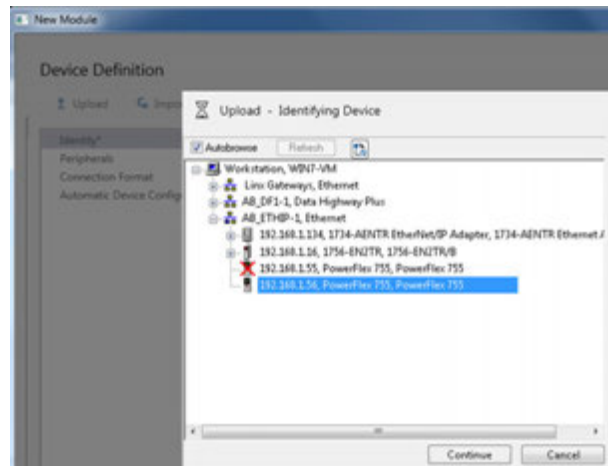 New Module
Device Definition
Upload
Upload - Identifying Device
Identity*
Peripherals
Connection Format
Automatic Device Config
Autobrowse
Refresh
Workstation, WIN7-VM
Linx Gateways, Ethernet
AB_DF1-1, Data Highway Plus
AB_ETHIP-1, Ethernet
192.168.1.134, 1734-AENTR EtherNet/IP Adapter, 1734-AENTR Ethernet A
192.168.1.16, 1756-EN2TR, 1756-EN2TR/B
192.168.1.55, PowerFlex 755, PowerFlex 755
192.168.1.56, PowerFlex 755, PowerFlex 755
Continue
Cancel